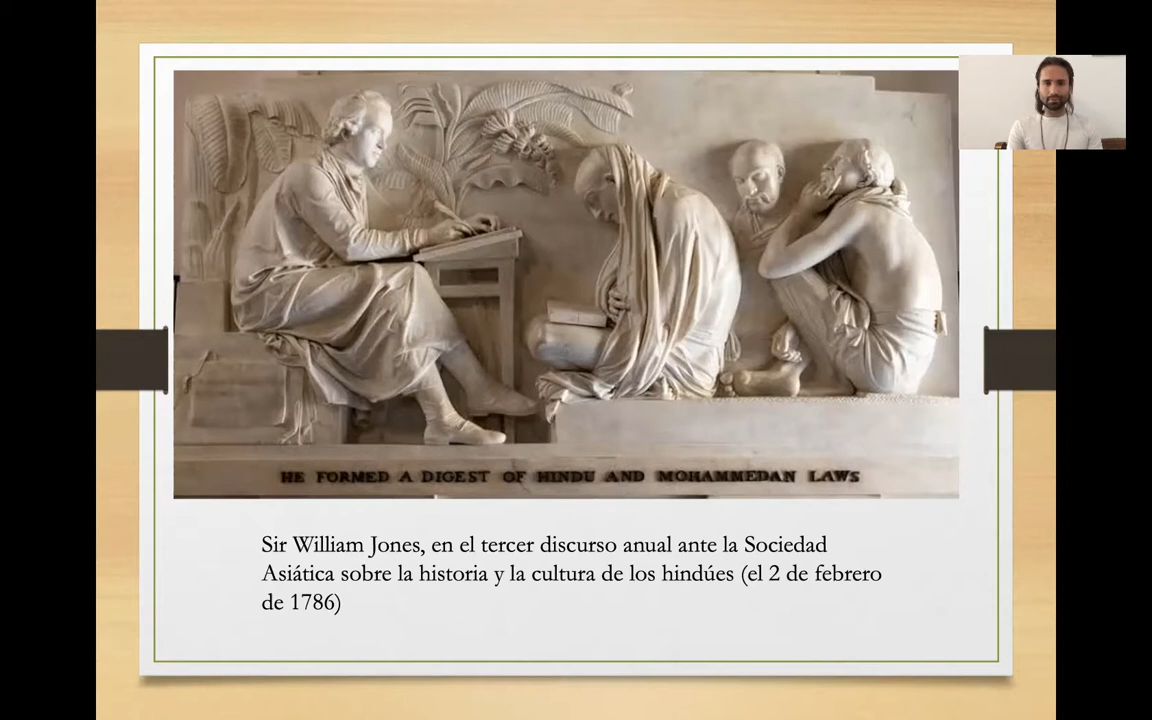 HE FORMED A DIGEST OF HINDU AND MOHAMMEDAN LAWS
Sir William Jones, en el tercer discurso anual ante la Sociedad
Asiática sobre la historia y la cultura de los hindúes (el 2 de febrero
de 1786)